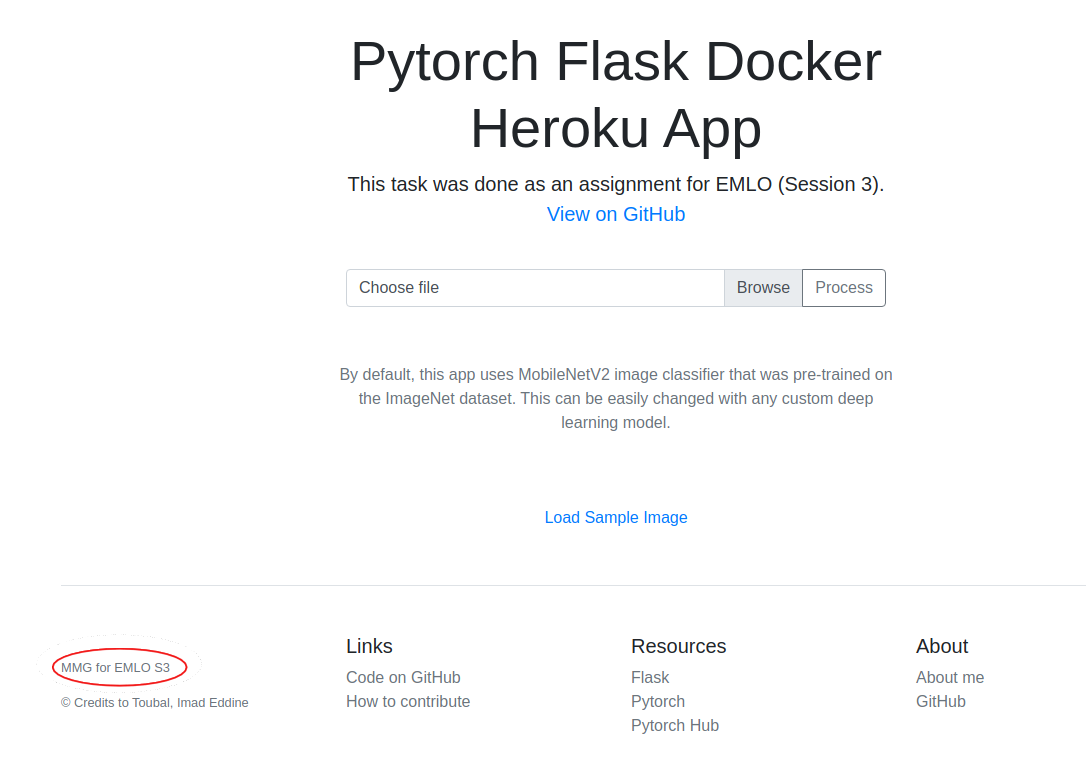 Pytorch Flask Docker
Heroku App
This task was done as an assignment for EMLO (Session 3).
View on GitHub
Choose file Browse Process
By default, this app uses MobileNetV2 image classifier that was pre-trained on
the ImageNet dataset. This can be easily changed with any custom deep
learning model.
Load Sample Image
MMG for EMLO S3
© Credits to Toubal, Imad Eddine
Links
Code on GitHub
How to contribute
Resources
Flask
Pytorch
Pytorch Hub
About
About me
GitHub